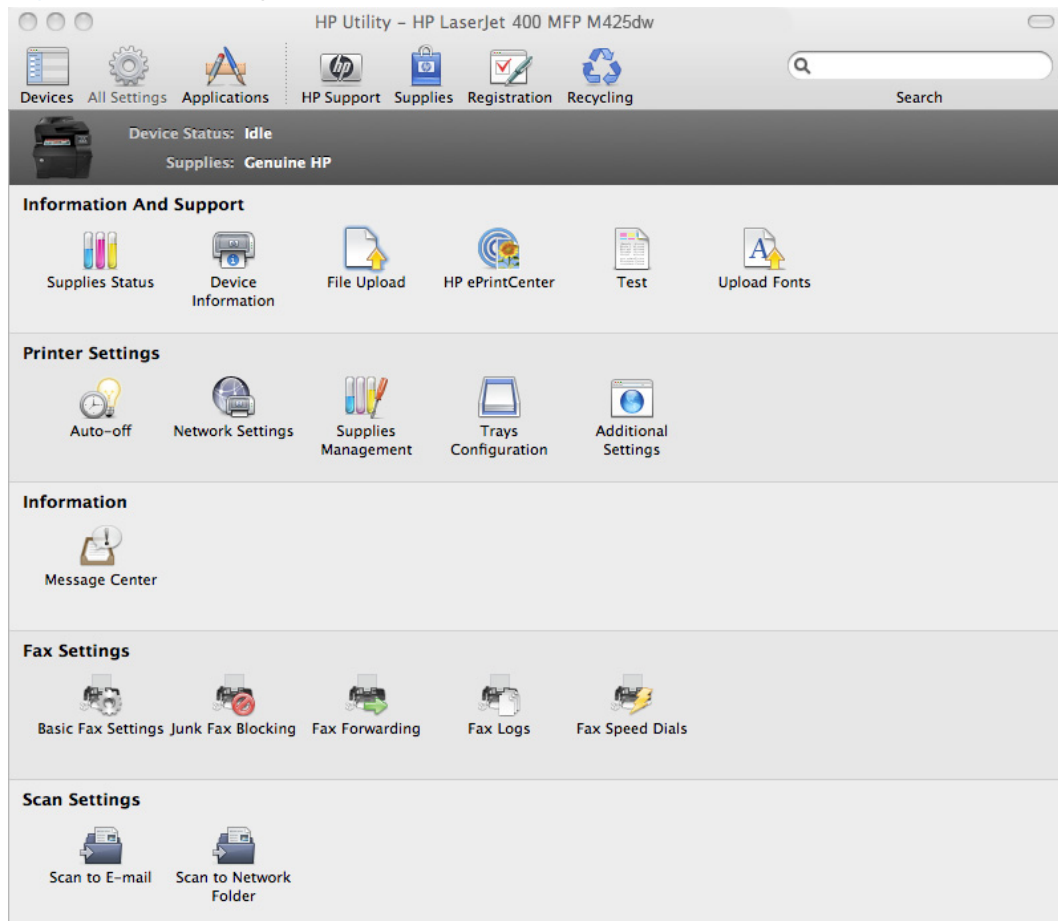 HP Utility – HP LaserJet 400 MFP M425dw
Devices All Settings Applications HP Support Supplies Registration Recycling Search
Device Status: Idle
Supplies: Genuine HP
Information And Support
Supplies Status
Device
Information
File Upload
HP ePrintCenter
Test
Upload Fonts
Printer Settings
Auto-off
Network Settings
Supplies
Management
Trays
Configuration
Additional
Settings
Information
Message Center
Fax Settings
Basic Fax Settings
Junk Fax Blocking
Fax Forwarding
Fax Logs
Fax Speed Dials
Scan Settings
Scan to E-mail
Scan to Network
Folder